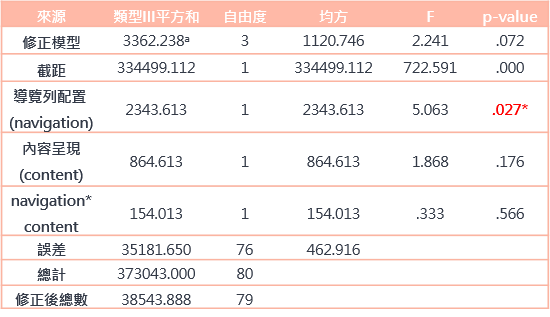 來源 類型III平方和 自由度 均方 F p-value
修正模型 3362.238ᵃ 3 1120.746 2.241 .072
截距 334499.112 1 334499.112 722.591 .000
導覽列配置
(navigation) 2343.613 1 2343.613 5.063 .027*
內容呈現
(content) 864.613 1 864.613 1.868 .176
navigation*
content 154.013 1 154.013 .333 .566
誤差 35181.650 76 462.916
總計 373043.000 80
修正後總數 38543.888 79